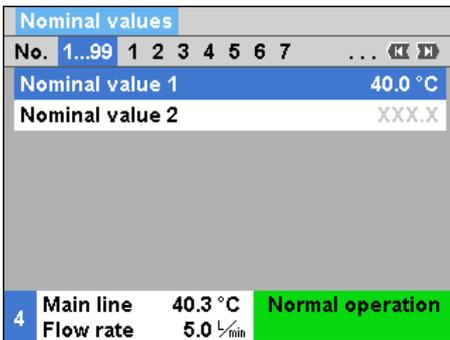 Nominal values
No. 1...99 1 2 3 4 5 6 7 ...
Nominal value 1 40.0 °C
Nominal value 2 XXX.X
4 Main line 40.3 °C Normal operation
Flow rate 5.0 L/min